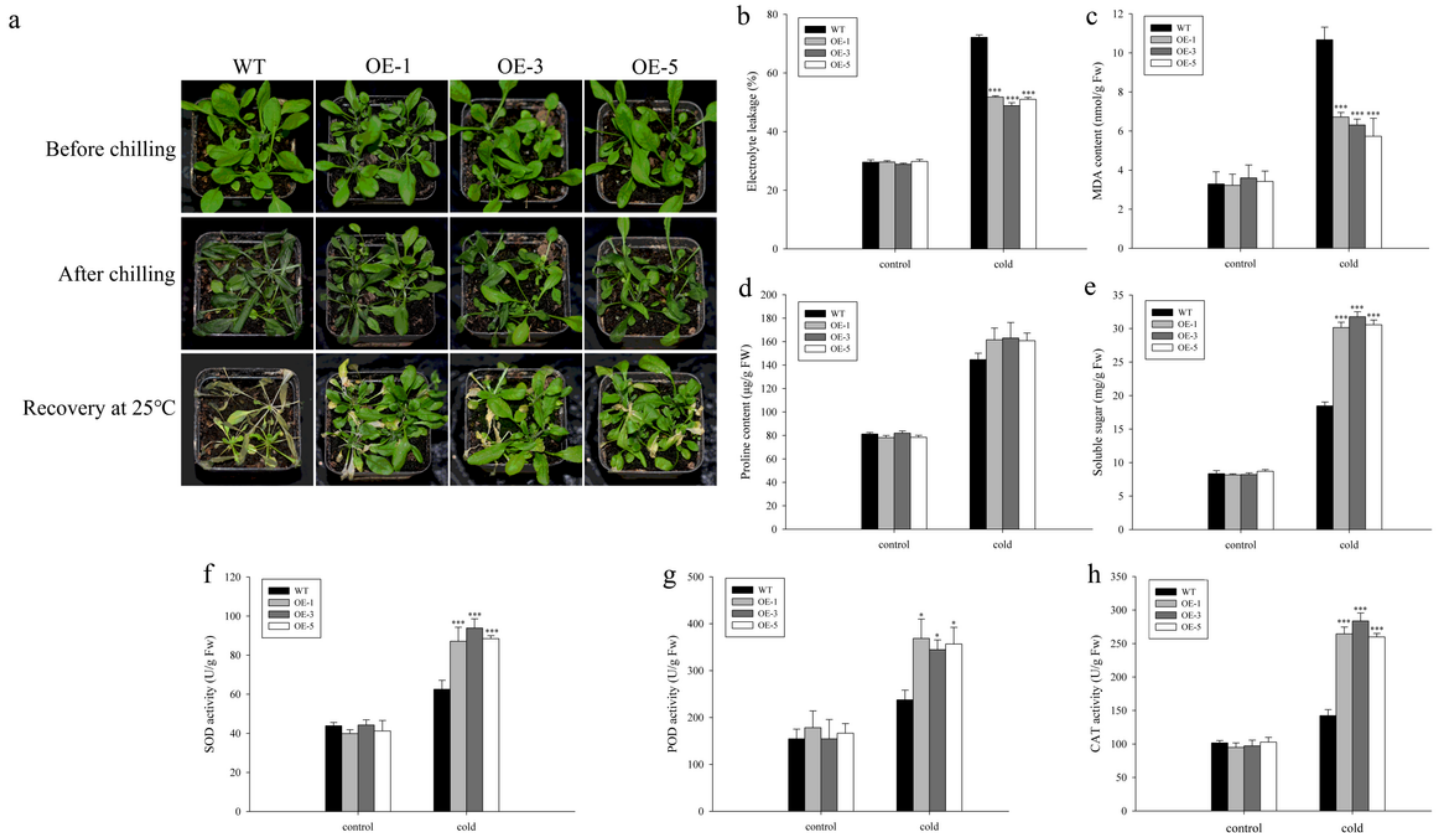 a
WT OE-1 OE-3 OE-5
Before chilling
After chilling
Recovery at 25℃
b
Electrolyte leakage (%)
80
60
40
20
0
WT
OE-1
OE-3
OE-5
*** *** ***
control cold
c
MDA content (nmol/g Fw)
12
10
8
6
4
2
0
WT
OE-1
OE-3
OE-5
*** *** ***
control cold
d
Proline content (μg/g FW)
200
180
160
140
120
100
80
60
40
20
0
WT
OE-1
OE-3
OE-5
control cold
e
Soluble sugar (mg/g Fw)
35
30
25
20
15
10
5
0
WT
OE-1
OE-3
OE-5
*** *** ***
control cold
f
SOD activity (U/g Fw)
120
100
80
60
40
20
0
WT
OE-1
OE-3
OE-5
*** *** ***
control cold
g
POD activity (U/g Fw)
500
400
300
200
100
0
WT
OE-1
OE-3
OE-5
* * *
control cold
h
CAT activity (U/g Fw)
350
300
250
200
150
100
50
0
WT
OE-1
OE-3
OE-5
*** *** ***
control cold